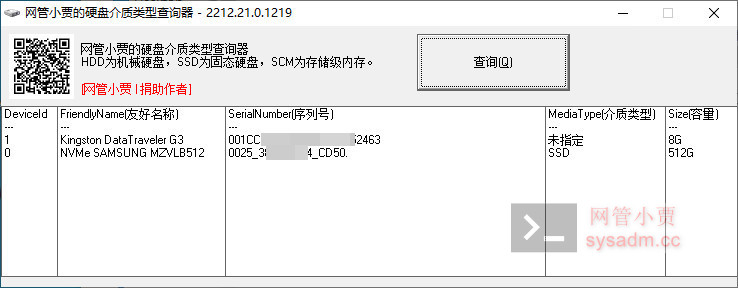 网管小贾的硬盘介质类型查询器 - 2212.21.0.1219
网管小贾的硬盘介质类型查询器
HDD为机械硬盘，SSD为固态硬盘，SCM为存储级内存。
[网管小贾 | 捐助作者]
查询(Q)
DeviceId FriendlyName(友好名称) SerialNumber(序列号) MediaType(介质类型) Size(容量)
--- --- --- --- ---
1 Kingston DataTraveler G3 001CC 62463 未指定 8G
0 NVMe SAMSUNG MZVLB512 0025_38 4_CD50. SSD 512G
网管小贾
sysadm.cc